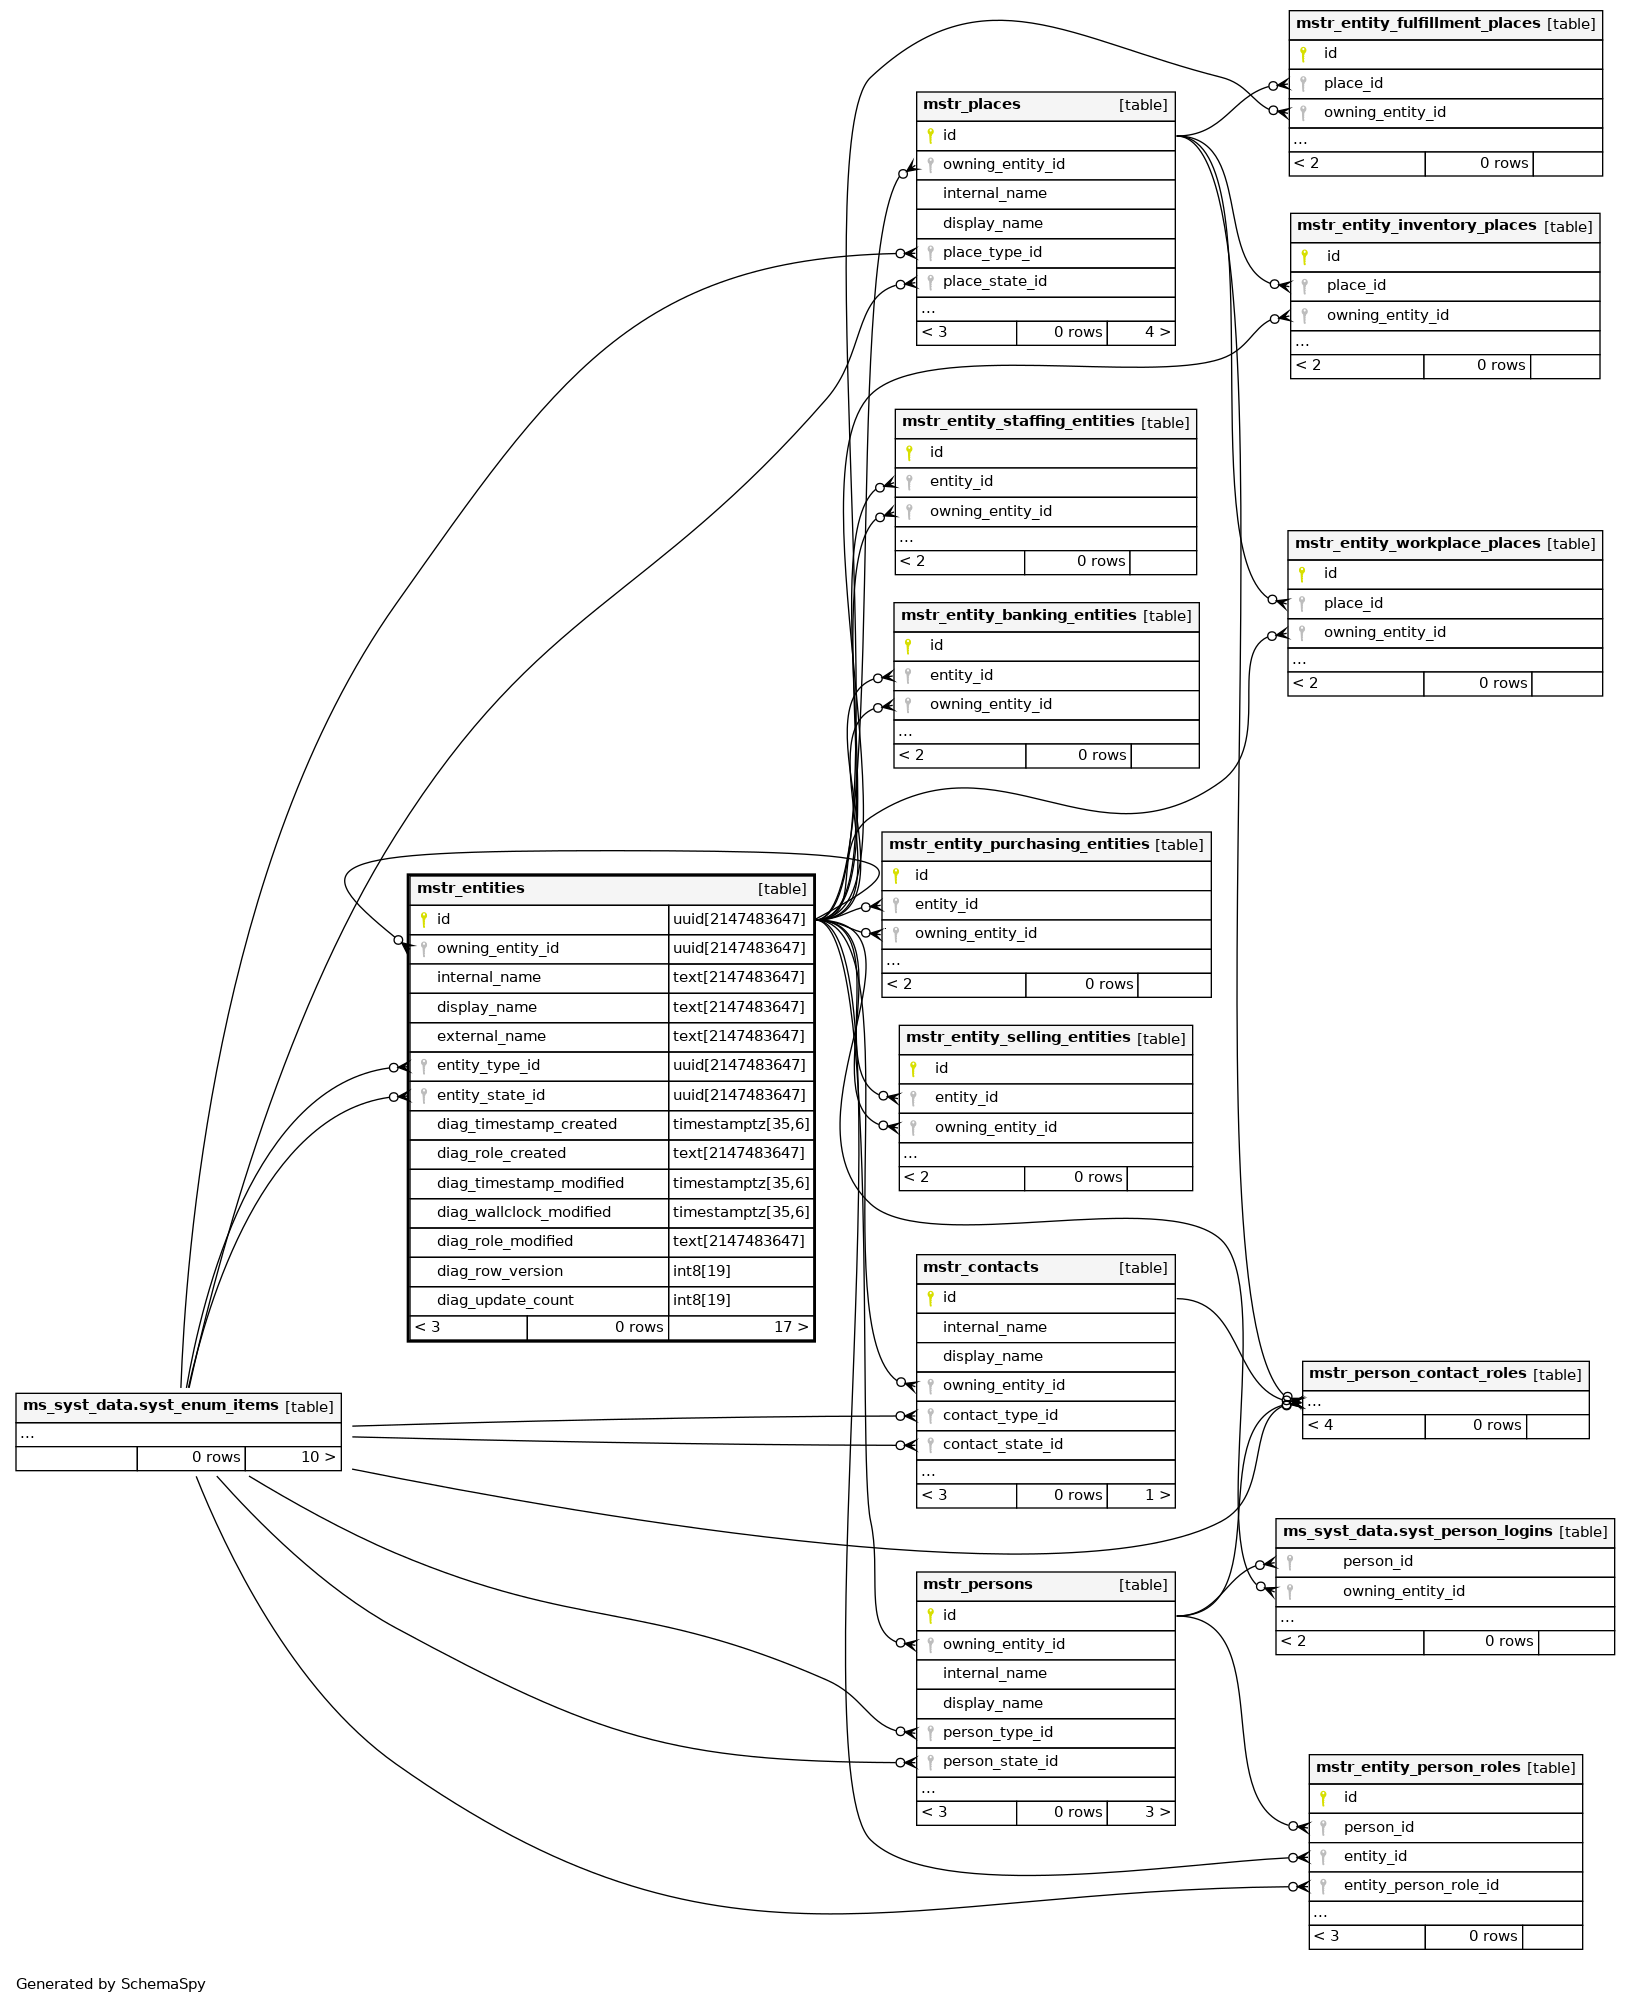 mstr_entity_fulfillment_places [table]
id
place_id
owning_entity_id
...
< 2 0 rows
mstr_places [table]
id
owning_entity_id
internal_name
display_name
place_type_id
place_state_id
...
< 3 0 rows 4 >
mstr_entity_inventory_places [table]
id
place_id
owning_entity_id
...
< 2 0 rows
mstr_entity_staffing_entities [table]
id
entity_id
owning_entity_id
...
< 2 0 rows
mstr_entity_workplace_places [table]
id
place_id
owning_entity_id
...
< 2 0 rows
mstr_entity_banking_entities [table]
id
entity_id
owning_entity_id
...
< 2 0 rows
mstr_entity_purchasing_entities [table]
id
entity_id
owning_entity_id
...
< 2 0 rows
mstr_entities [table]
id uuid[2147483647]
owning_entity_id uuid[2147483647]
internal_name text[2147483647]
display_name text[2147483647]
external_name text[2147483647]
entity_type_id uuid[2147483647]
entity_state_id uuid[2147483647]
diag_timestamp_created timestamptz[35,6]
diag_role_created text[2147483647]
diag_timestamp_modified timestamptz[35,6]
diag_wallclock_modified timestamptz[35,6]
diag_role_modified text[2147483647]
diag_row_version int8[19]
diag_update_count int8[19]
< 3 0 rows 17 >
mstr_entity_selling_entities [table]
id
entity_id
owning_entity_id
...
< 2 0 rows
mstr_contacts [table]
id
internal_name
display_name
owning_entity_id
contact_type_id
contact_state_id
...
< 3 0 rows 1 >
mstr_person_contact_roles [table]
...
< 4 0 rows
ms_syst_data.syst_enum_items [table]
...
0 rows 10 >
ms_syst_data.syst_person_logins [table]
person_id
owning_entity_id
...
< 2 0 rows
mstr_persons [table]
id
owning_entity_id
internal_name
display_name
person_type_id
person_state_id
...
< 3 0 rows 3 >
mstr_entity_person_roles [table]
id
person_id
entity_id
entity_person_role_id
...
< 3 0 rows
Generated by SchemaSpy